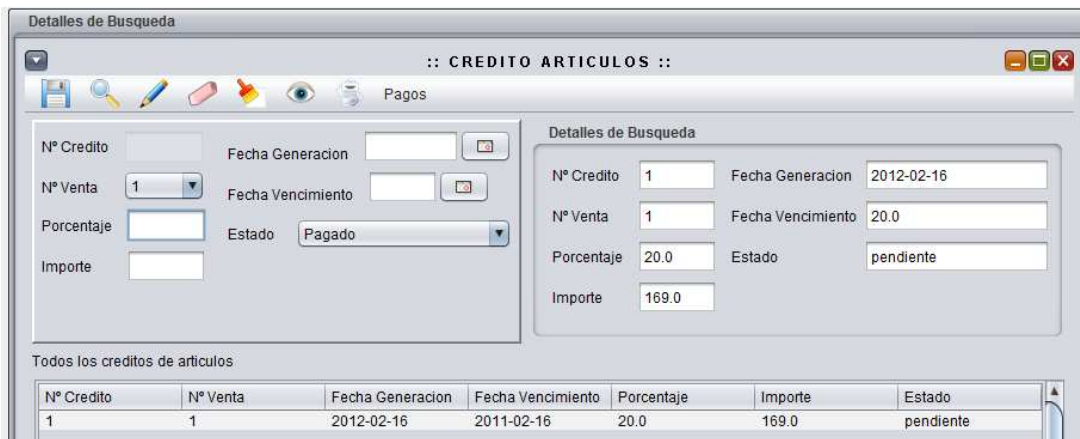 Detalles de Busqueda
:: CREDITO ARTICULOS ::
Pagos
Nº Credito
Fecha Generacion
Nº Venta 1
Fecha Vencimiento
Porcentaje
Estado Pagado
Importe
Detalles de Busqueda
Nº Credito 1 Fecha Generacion 2012-02-16
Nº Venta 1 Fecha Vencimiento 20.0
Porcentaje 20.0 Estado pendiente
Importe 169.0
Todos los creditos de articulos
Nº Credito Nº Venta Fecha Generacion Fecha Vencimiento Porcentaje Importe Estado
1 1 2012-02-16 2011-02-16 20.0 169.0 pendiente